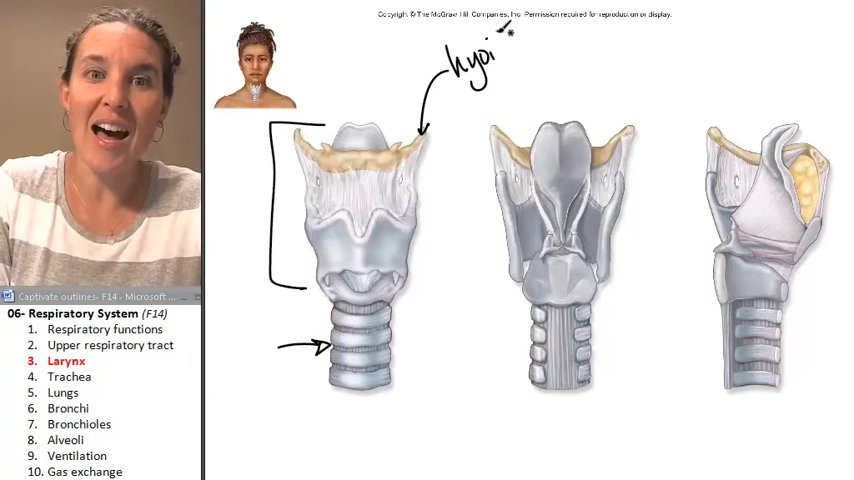 Copyright © The McGraw-Hill Companies, Inc. Permission required for reproduction or display.
hyoi
Captivate outlines- F14 - Microsoft ...
06- Respiratory System (F14)
1. Respiratory functions
2. Upper respiratory tract
3. Larynx
4. Trachea
5. Lungs
6. Bronchi
7. Bronchioles
8. Alveoli
9. Ventilation
10. Gas exchange